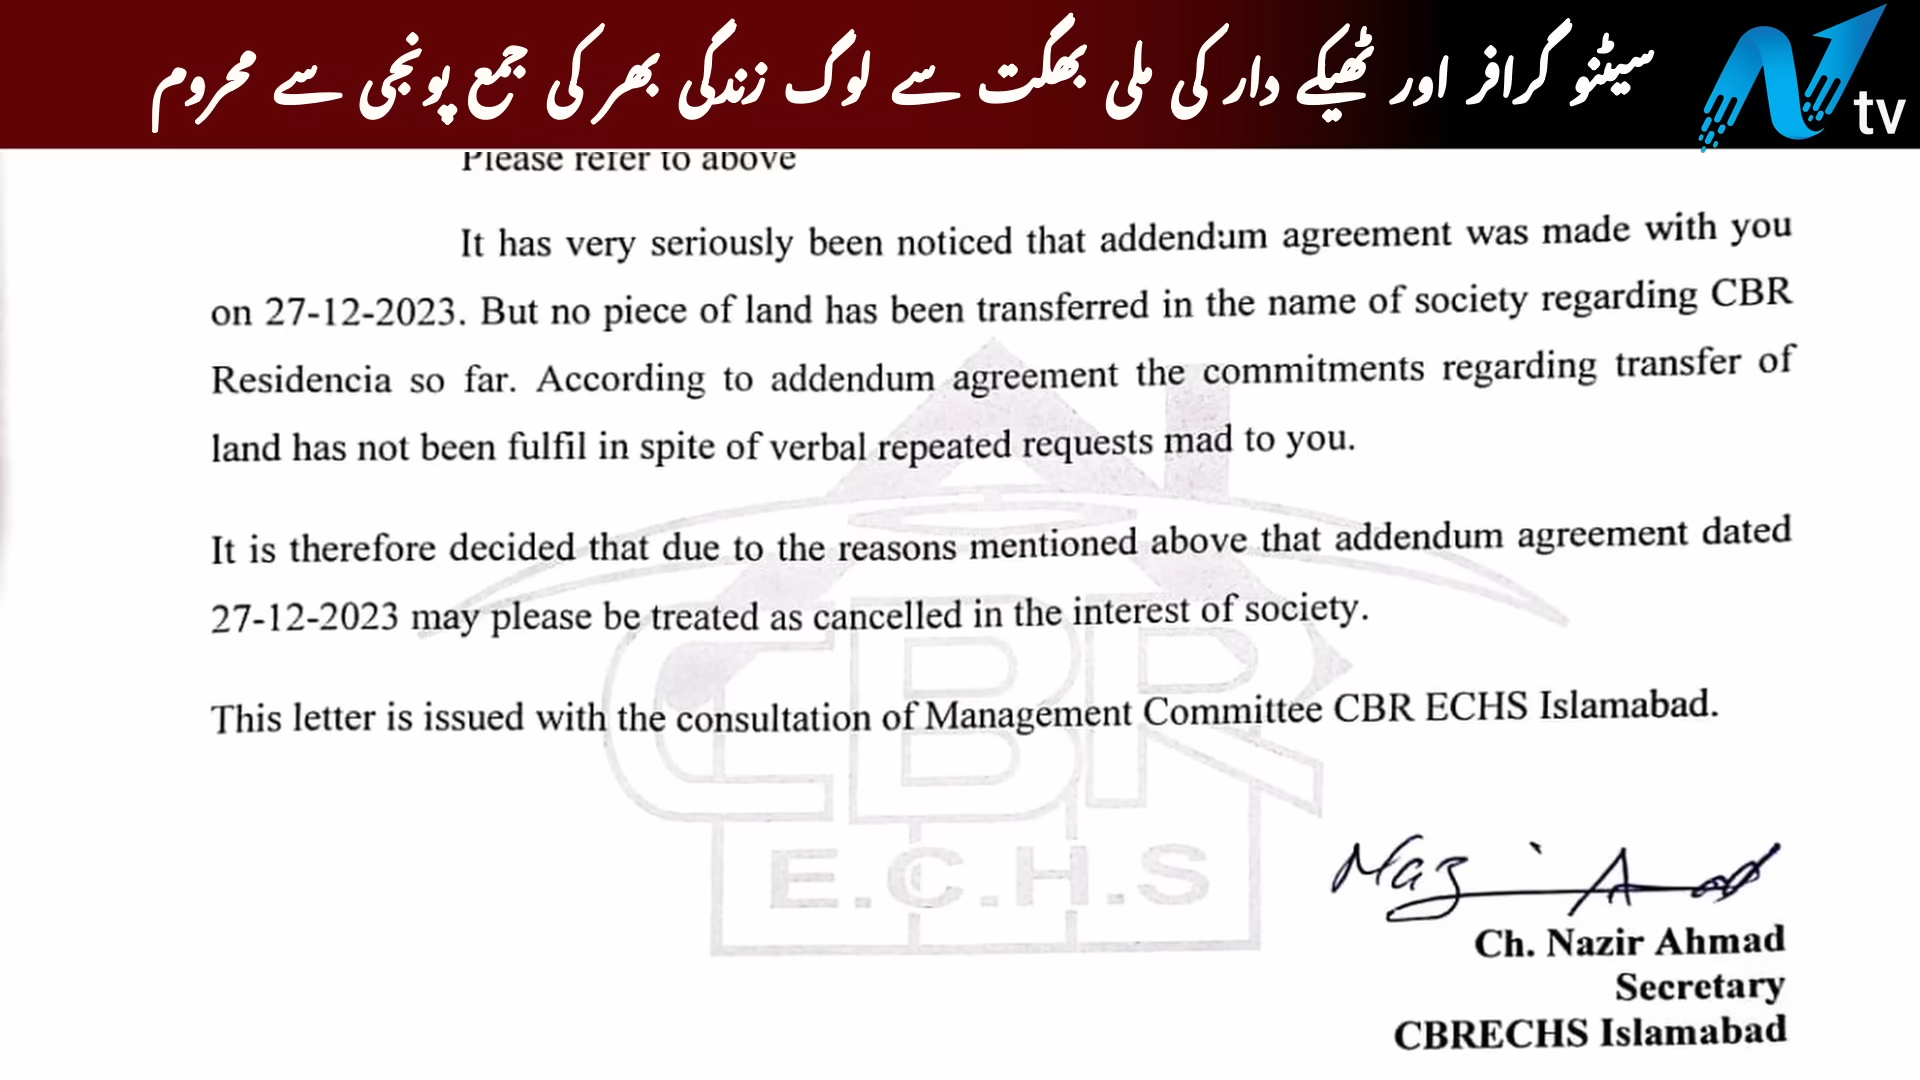 سیٹنو گرافر اور ٹھیکے دار کی ملی بھگت سے لوگ زندگی بھر کی جمع پونجی سے محروم
N tv
Please refer to above
It has very seriously been noticed that addendum agreement was made with you
on 27-12-2023. But no piece of land has been transferred in the name of society regarding CBR
Residencia so far. According to addendum agreement the commitments regarding transfer of
land has not been fulfil in spite of verbal repeated requests mad to you.
It is therefore decided that due to the reasons mentioned above that addendum agreement dated
27-12-2023 may please be treated as cancelled in the interest of society.
This letter is issued with the consultation of Management Committee CBR ECHS Islamabad.
CBR
E.C.H.S
Nazir Ahmad
Ch. Nazir Ahmad
Secretary
CBRECHS Islamabad